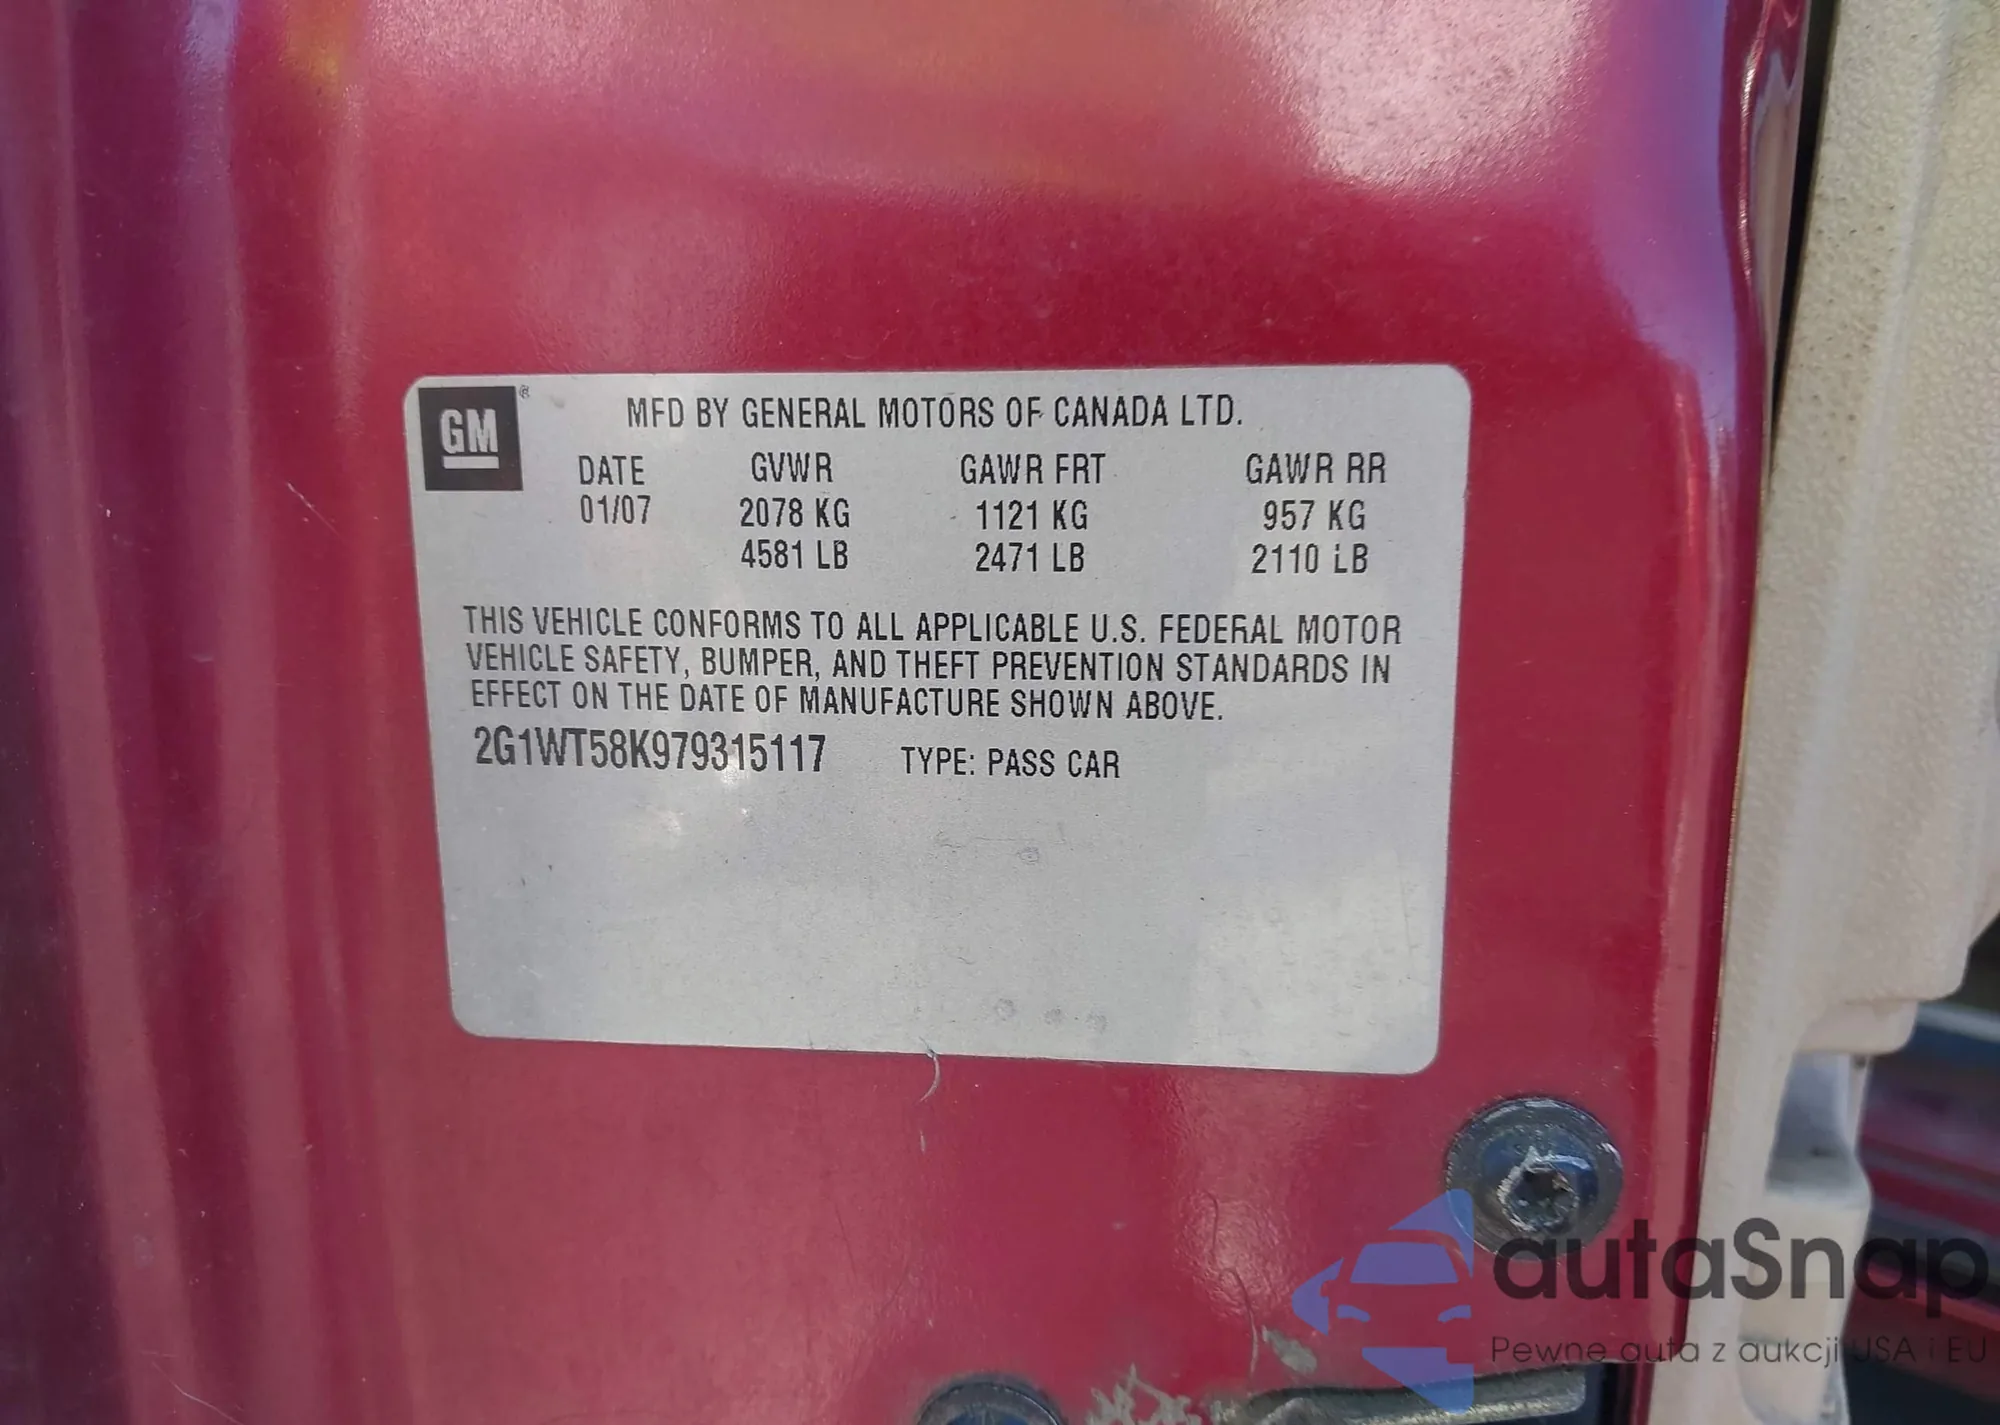 GM ®
MFD BY GENERAL MOTORS OF CANADA LTD.
DATE GVWR GAWR FRT GAWR RR
01/07 2078 KG 1121 KG 957 KG
4581 LB 2471 LB 2110 LB
THIS VEHICLE CONFORMS TO ALL APPLICABLE U.S. FEDERAL MOTOR
VEHICLE SAFETY, BUMPER, AND THEFT PREVENTION STANDARDS IN
EFFECT ON THE DATE OF MANUFACTURE SHOWN ABOVE.
2G1WT58K979315117 TYPE: PASS CAR
autaSnap
Pewne auta z aukcji USA i EU